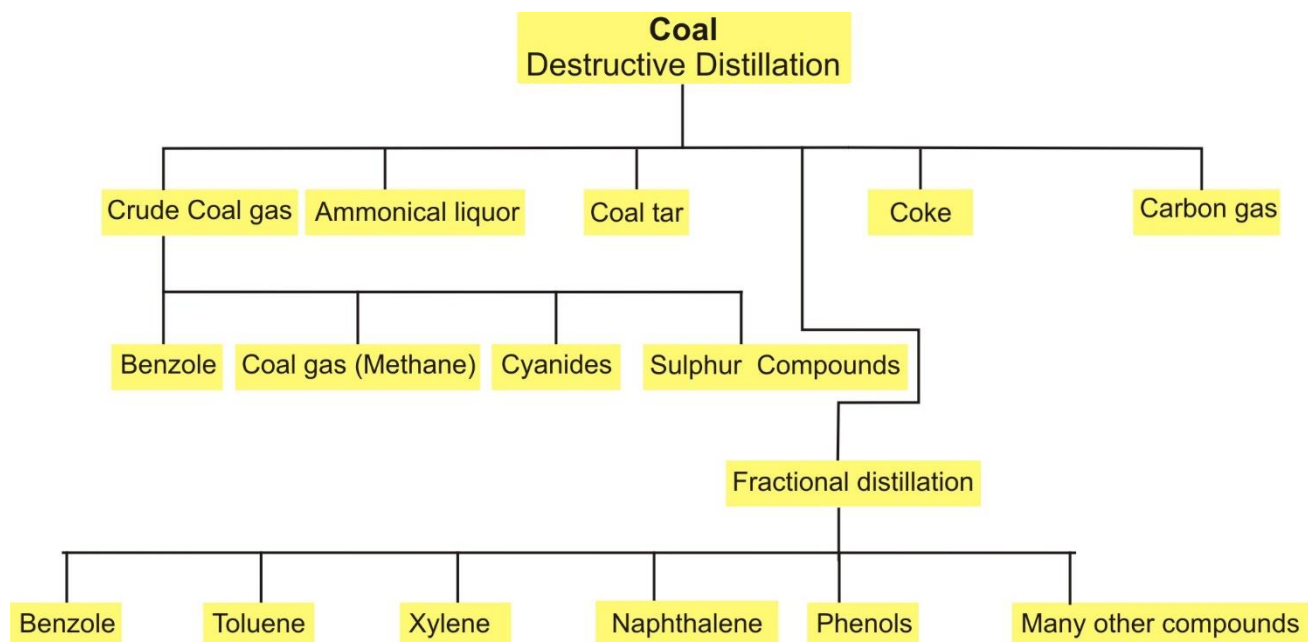 Coal
Destructive Distillation
Crude Coal gas
Ammonical liquor
Coal tar
Coke
Carbon gas
Benzole
Coal gas (Methane)
Cyanides
Sulphur Compounds
Fractional distillation
Benzole
Toluene
Xylene
Naphthalene
Phenols
Many other compounds